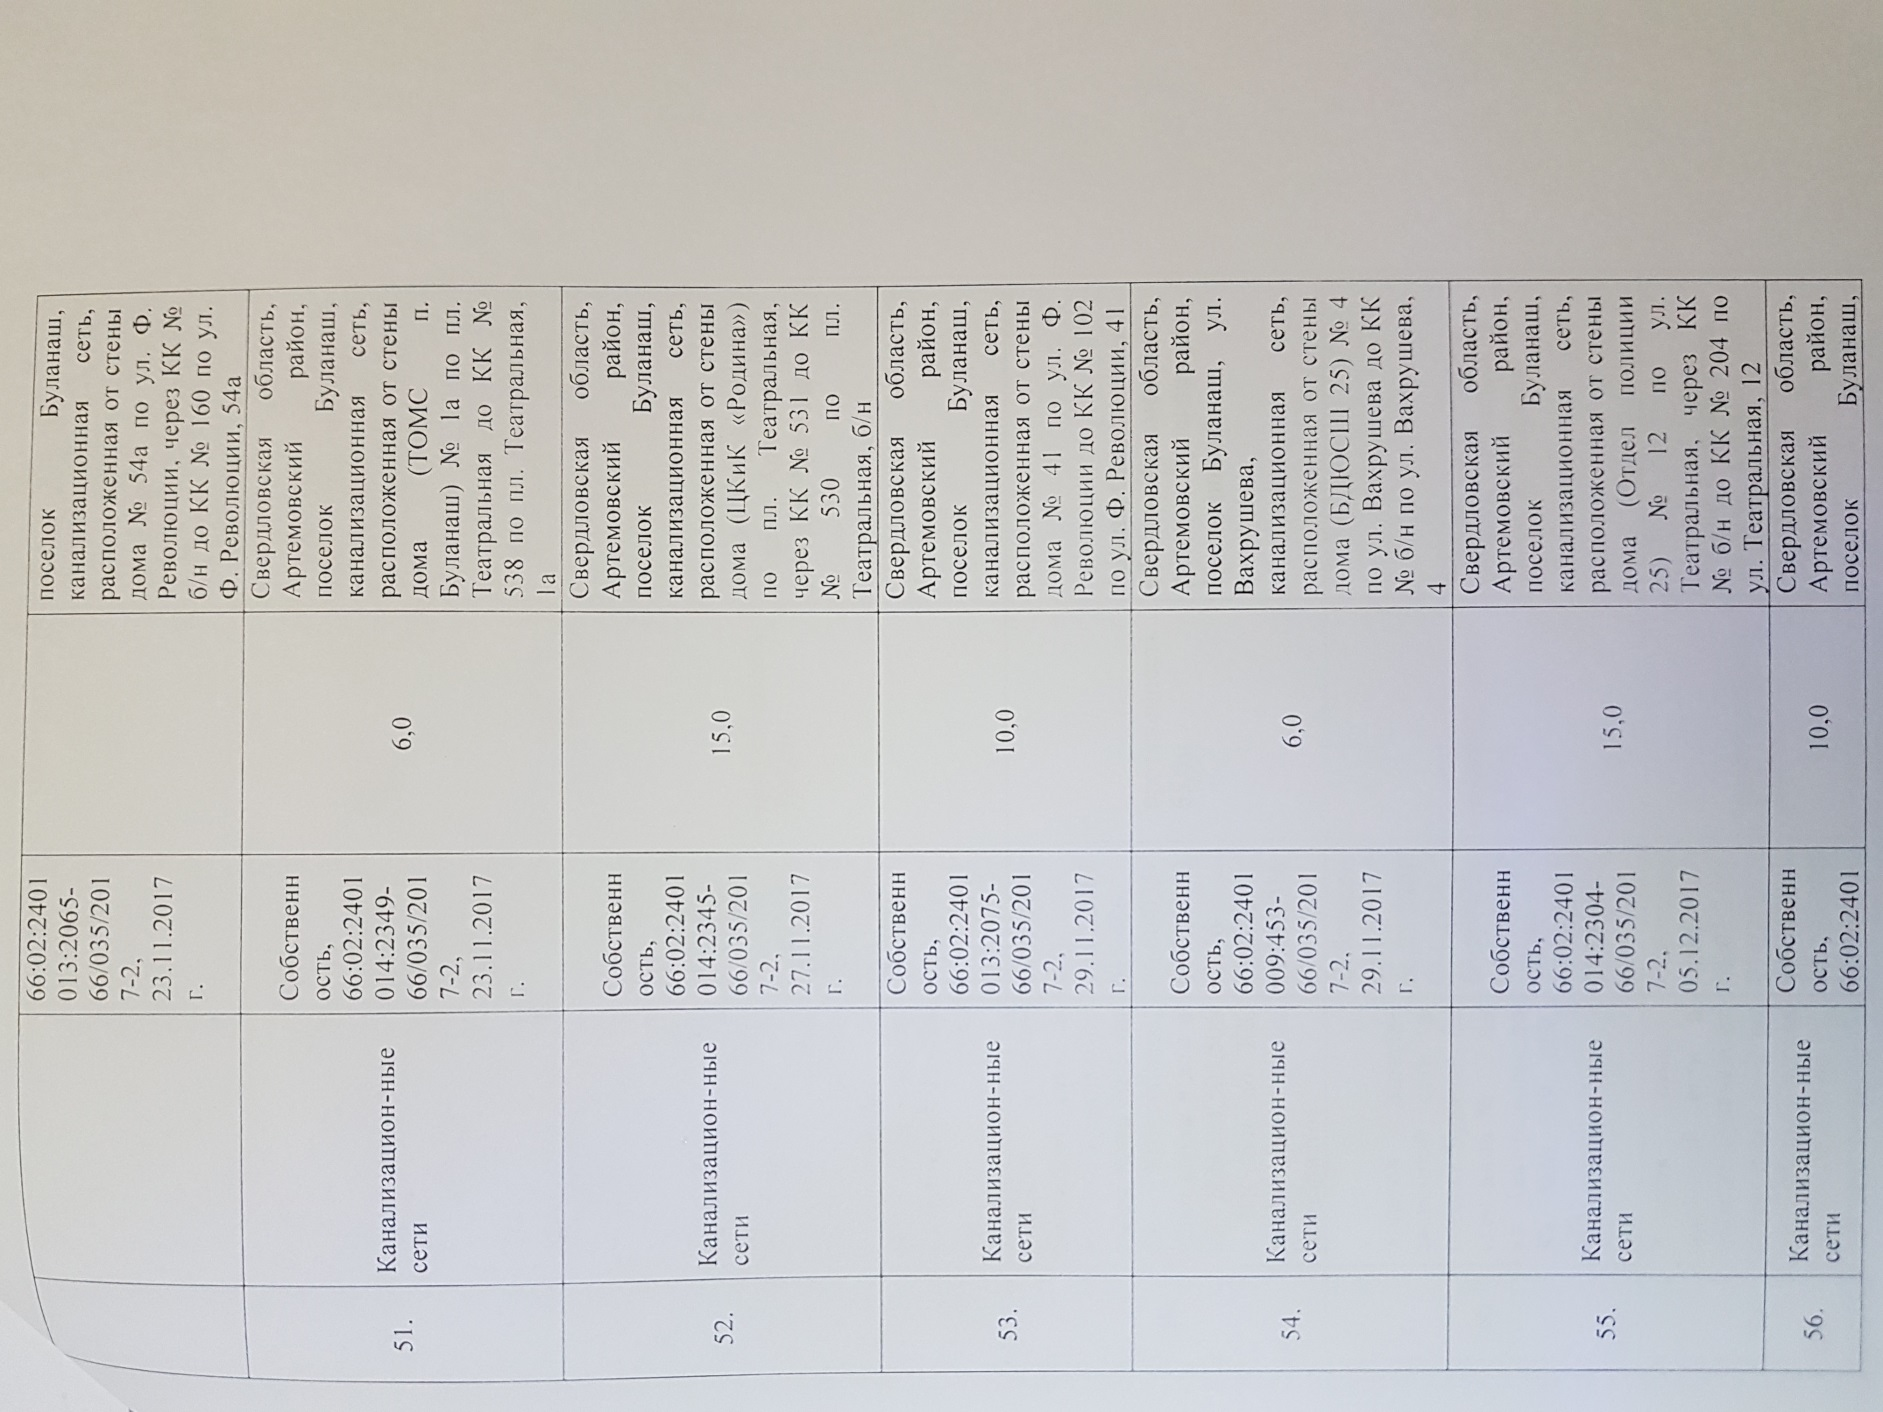 66:02:2401
013:2065-
66/035/201
7-2,
23.11.2017
г.
поселок Буланаш,
канализационная сеть,
расположенная от стены
дома № 54а по ул. Ф.
Революции, через КК №
б/н до КК № 160 по ул.
Ф. Революции, 54а
51.
Канализацион-ные
сети
Собственн
ость,
66:02:2401
014:2349-
66/035/201
7-2,
23.11.2017
г.
6,0
Свердловская область,
Артемовский район,
поселок Буланаш,
канализационная сеть,
расположенная от стены
дома (ТОМС п.
Буланаш) № 1а по пл.
Театральная до КК №
538 по пл. Театральная,
1а
52.
Канализацион-ные
сети
Собственн
ость,
66:02:2401
014:2345-
66/035/201
7-2,
27.11.2017
г.
15,0
Свердловская область,
Артемовский район,
поселок Буланаш,
канализационная сеть,
расположенная от стены
дома (ЦКиК «Родина»)
по пл. Театральная,
через КК № 531 до КК
№ 530 по пл.
Театральная, б/н
53.
Канализацион-ные
сети
Собственн
ость,
66:02:2401
013:2075-
66/035/201
7-2,
29.11.2017
г.
10,0
Свердловская область,
Артемовский район,
поселок Буланаш,
канализационная сеть,
расположенная от стены
дома № 41 по ул. Ф.
Революции до КК № 102
по ул. Ф. Революции, 41
54.
Канализацион-ные
сети
Собственн
ость,
66:02:2401
009:453-
66/035/201
7-2,
29.11.2017
г.
6,0
Свердловская область,
Артемовский район,
поселок Буланаш, ул.
Вахрушева,
канализационная сеть,
расположенная от стены
дома (БДЮСШ 25) № 4
по ул. Вахрушева до КК
№ б/н по ул. Вахрушева,
4
55.
Канализацион-ные
сети
Собственн
ость,
66:02:2401
014:2304-
66/035/201
7-2,
05.12.2017
г.
15,0
Свердловская область,
Артемовский район,
поселок Буланаш,
канализационная сеть,
расположенная от стены
дома (Отдел полиции
25) № 12 по ул.
Театральная, через КК
№ б/н до КК № 204 по
ул. Театральная, 12
56.
Канализацион-ные
сети
Собственн
ость,
66:02:2401
10,0
Свердловская область,
Артемовский район,
поселок Буланаш,